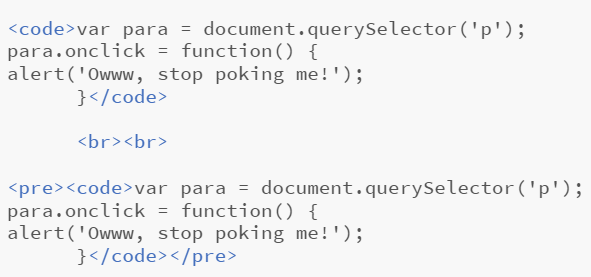 <code>var para = document.querySelector('p');
para.onclick = function() {
alert('Owww, stop poking me!');
      }</code>
      <br><br>
<pre><code>var para = document.querySelector('p');
para.onclick = function() {
alert('Owww, stop poking me!');
      }</code></pre>